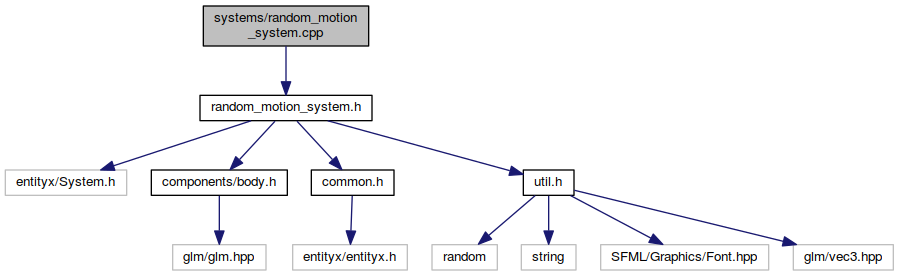 systems/random_motion
_system.cpp
random_motion_system.h
entityx/System.h
components/body.h
common.h
util.h
glm/glm.hpp
entityx/entityx.h
random
string
SFML/Graphics/Font.hpp
glm/vec3.hpp